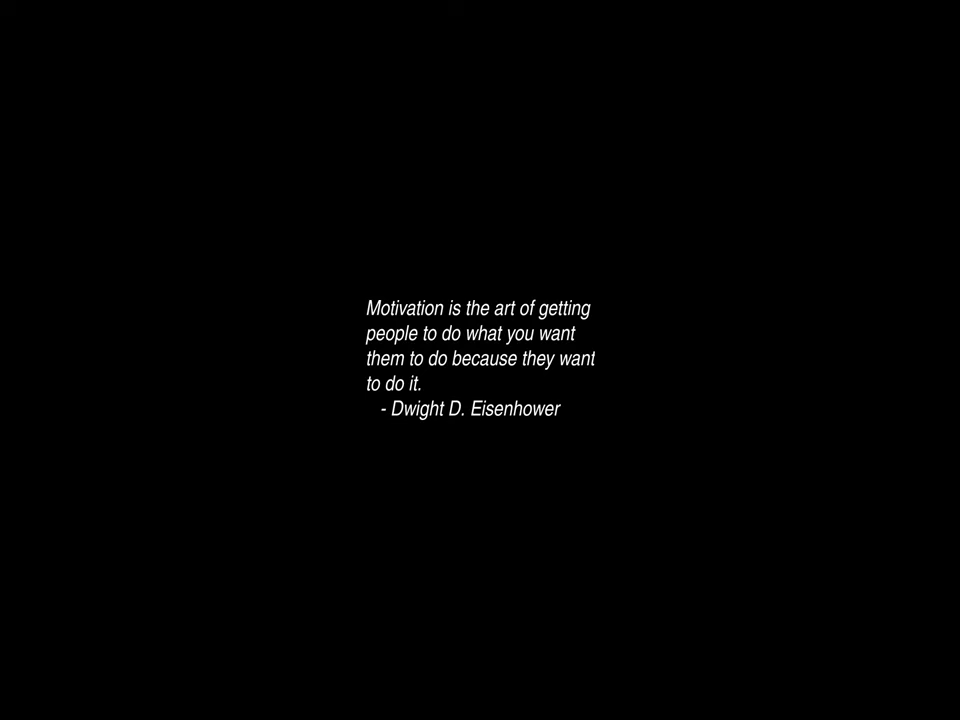 Motivation is the art of getting
people to do what you want
them to do because they want
to do it.
- Dwight D. Eisenhower